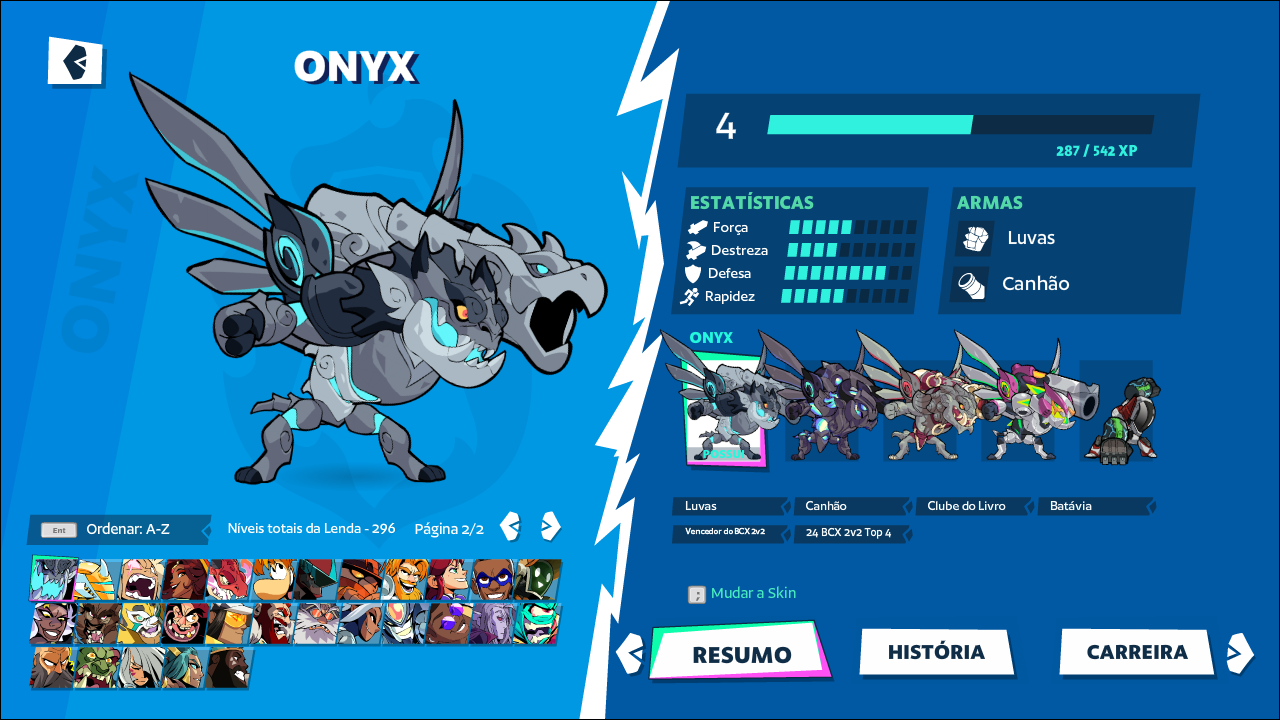 ONYX
ONYX
4
287 / 542 XP
ESTATÍSTICAS
Força
Destreza
Defesa
Rapidez
ARMAS
Luvas
Canhão
ONYX
POSSUI
Luvas
Canhão
Clube do Livro
Batávia
Vencedor do BCX 2v2
24 BCX 2v2 Top 4
Ent
Ordenar: A-Z
Níveis totais da Lenda - 296
Página 2/2
; Mudar a Skin
RESUMO
HISTÓRIA
CARREIRA